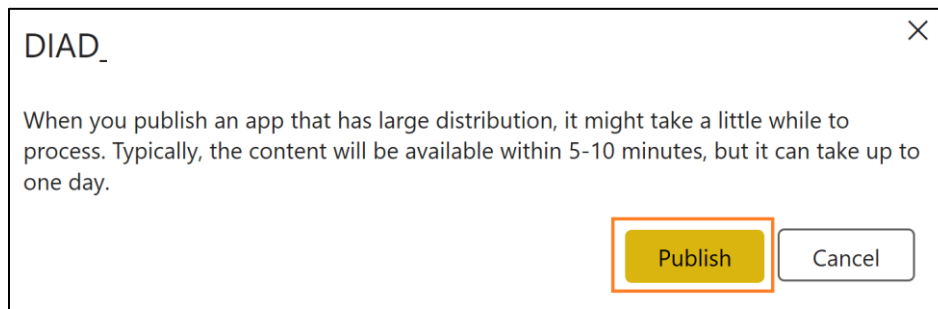 DIAD_
When you publish an app that has large distribution, it might take a little while to
process. Typically, the content will be available within 5-10 minutes, but it can take up to
one day.
Publish Cancel